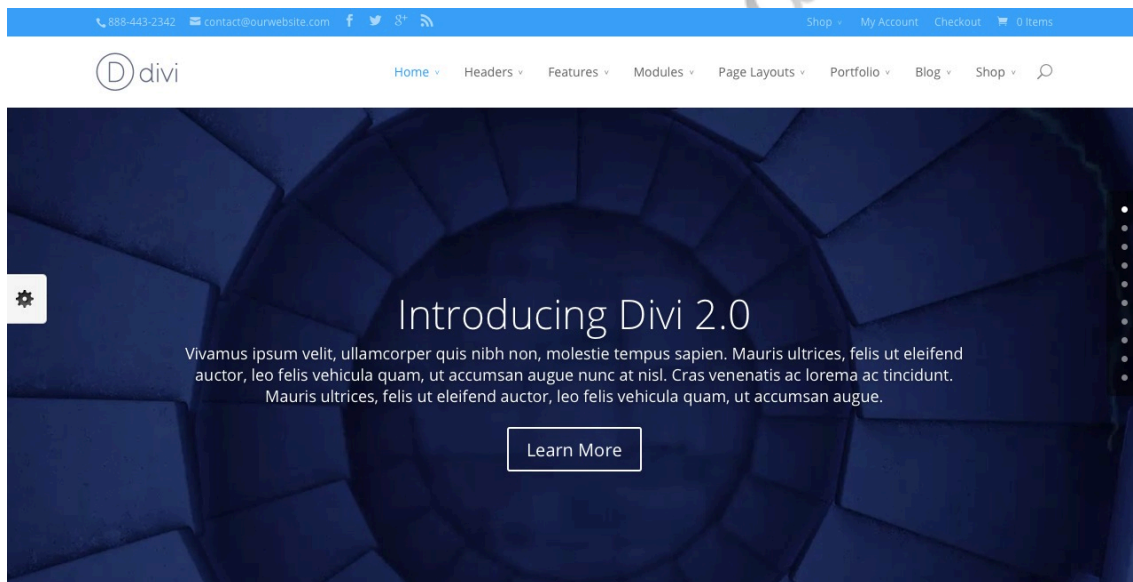 888-443-2342 contact@ourwebsite.com Shop My Account Checkout 0 Items
D divi Home Headers Features Modules Page Layouts Portfolio Blog Shop
Introducing Divi 2.0
Vivamus ipsum velit, ullamcorper quis nibh non, molestie tempus sapien. Mauris ultrices, felis ut eleifend
auctor, leo felis vehicula quam, ut accumsan augue nunc at nisl. Cras venenatis ac lorema ac tincidunt.
Mauris ultrices, felis ut eleifend auctor, leo felis vehicula quam, ut accumsan augue.
Learn More